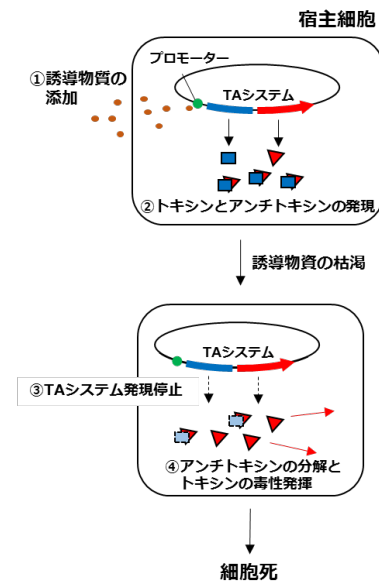 宿主細胞
プロモーター
①誘導物質の
添加
TAシステム
②トキシンとアンチトキシンの発現
誘導物質の枯渇
TAシステム
③TAシステム発現停止
④アンチトキシンの分解と
トキシンの毒性発揮
細胞死